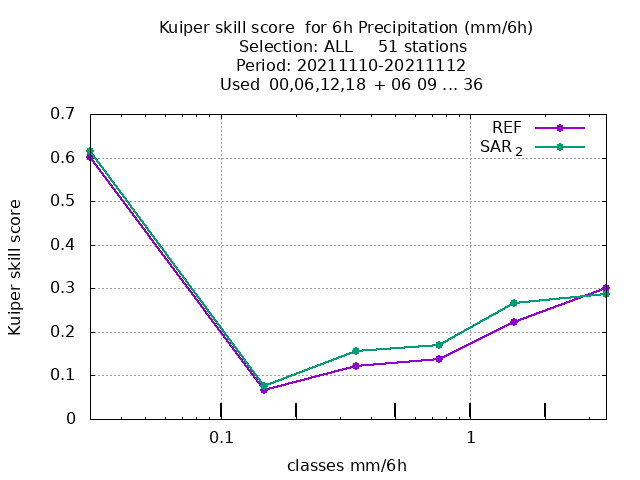 Kuiper skill score  for 6h Precipitation (mm/6h)
Selection: ALL     51 stations
Period: 20211110-20211112
Used  00,06,12,18  + 06 09 ... 36
REF
SAR 2
0.7
0.6
0.5
0.4
0.3
0.2
0.1
0
Kuiper skill score
0.1
1
classes mm/6h